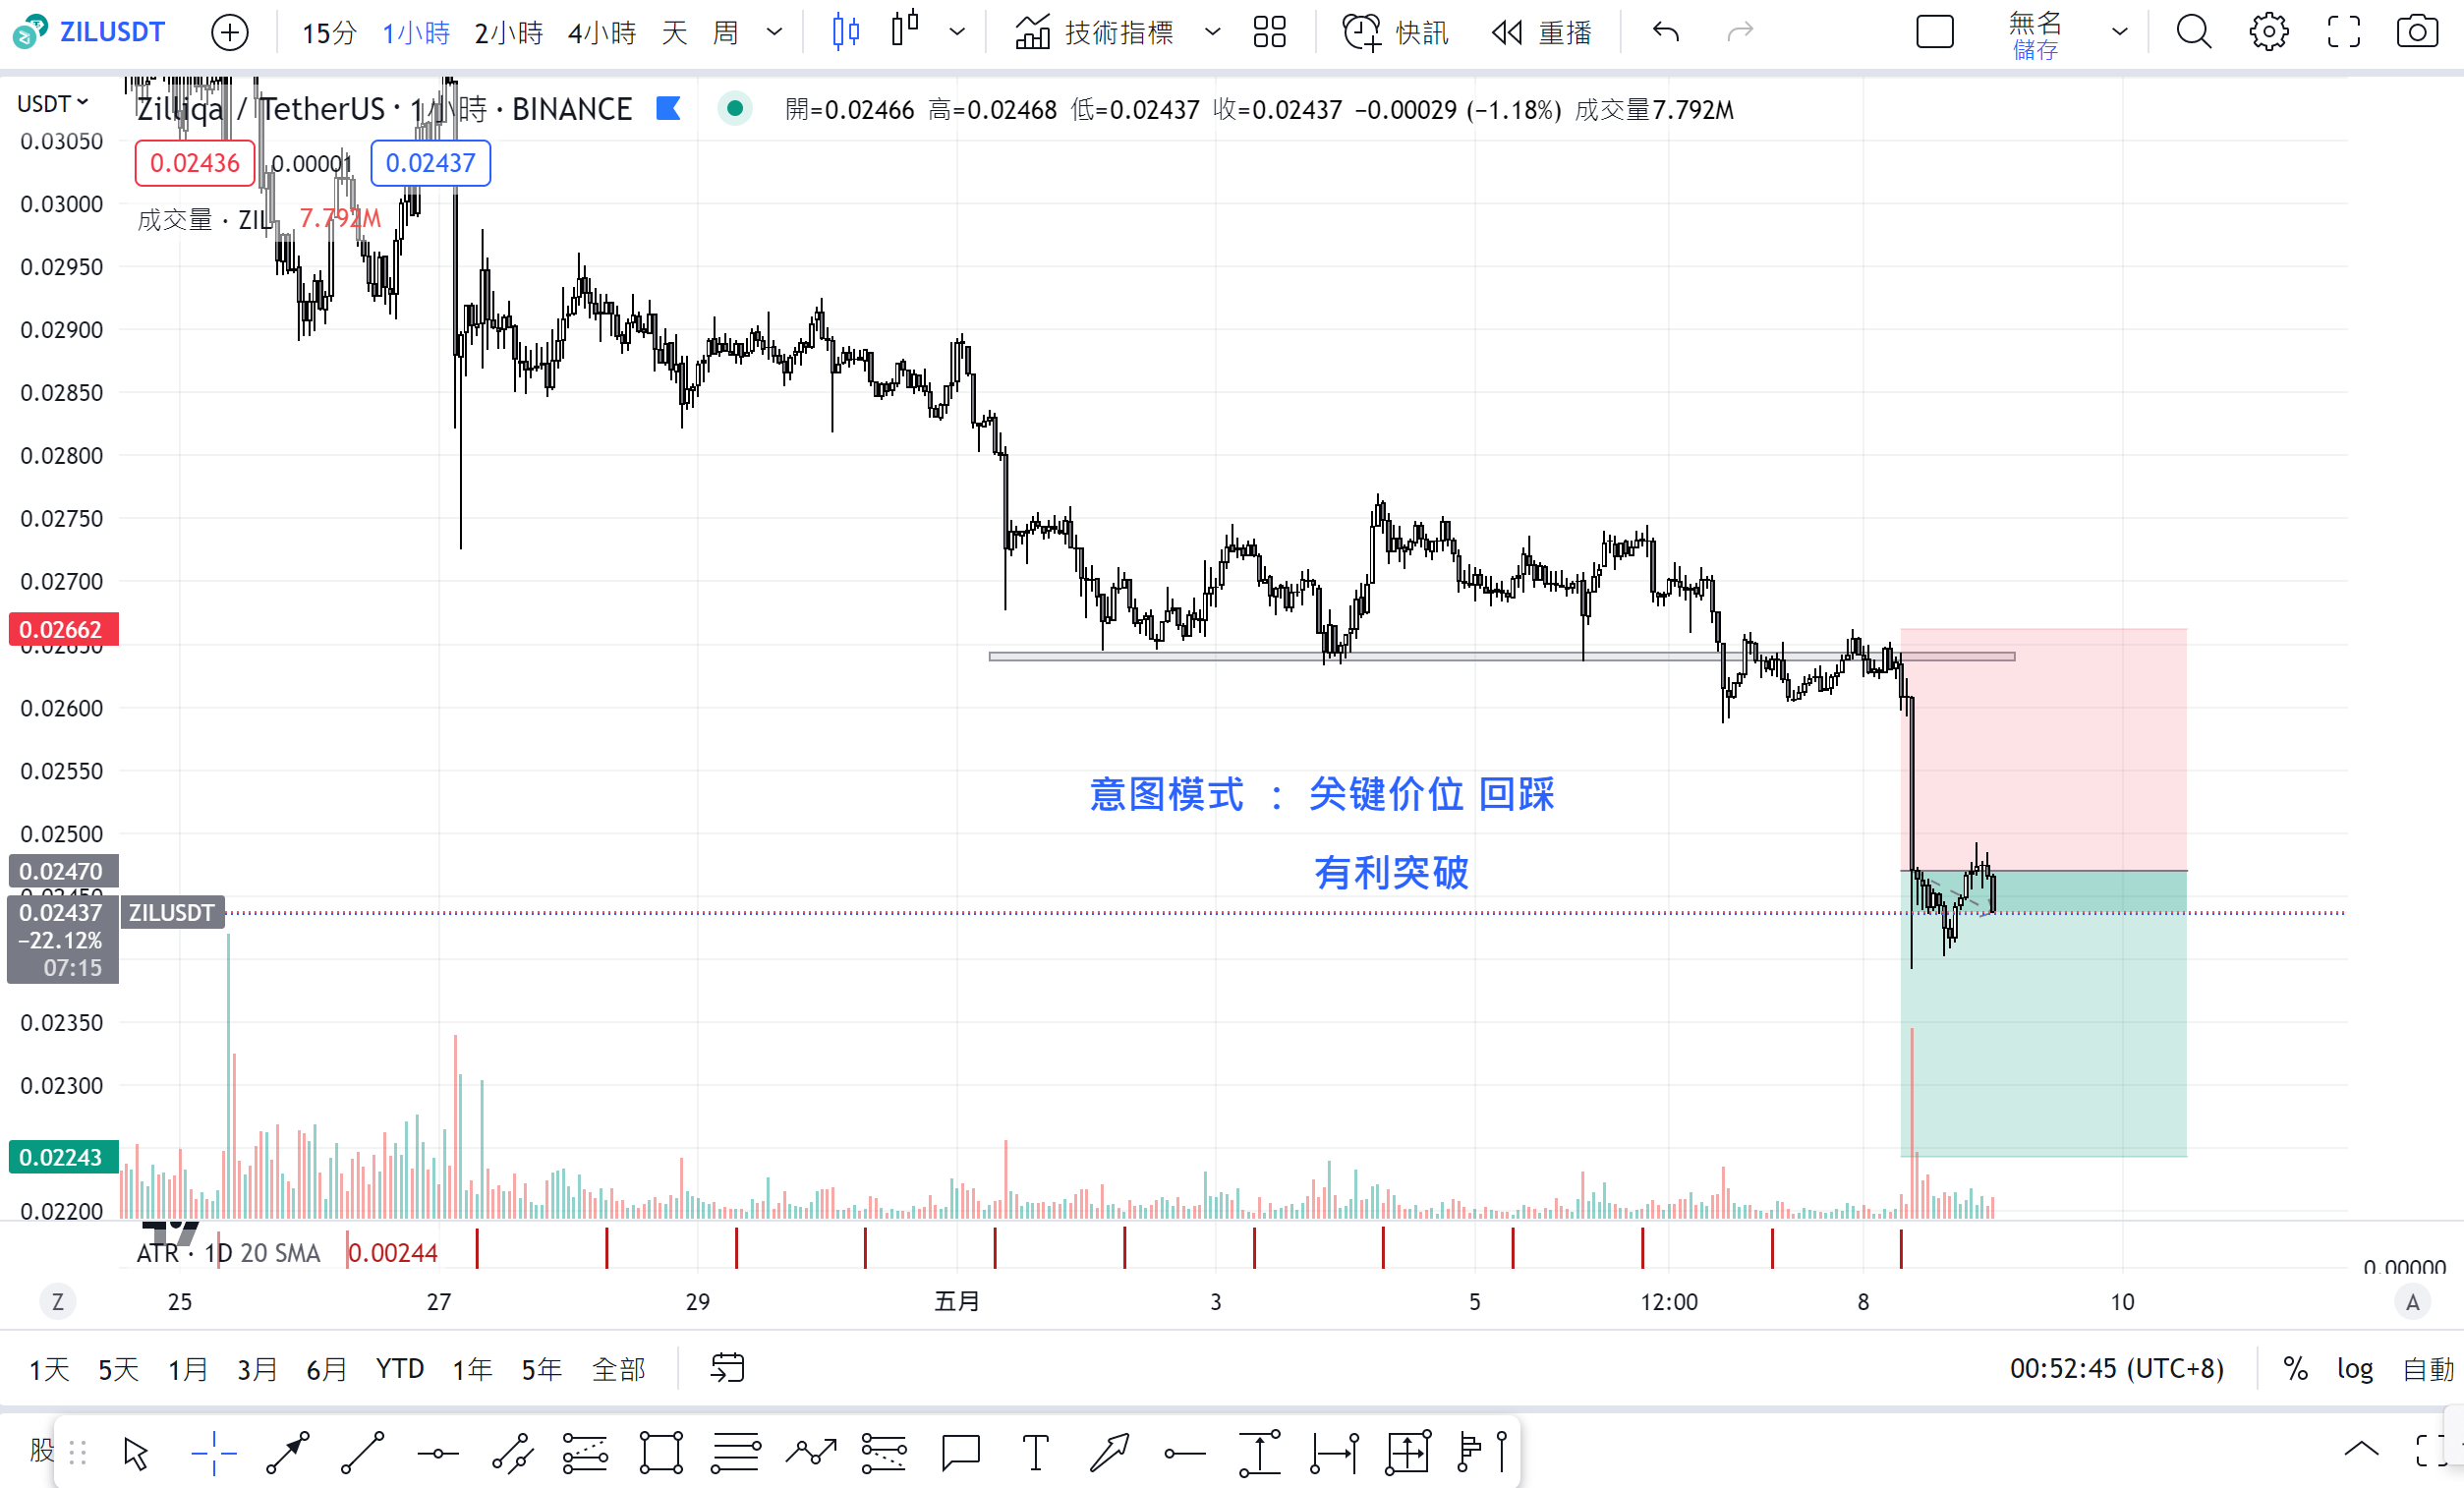 ZILUSDT 15分 1小時 2小時 4小時 天 周 技術指標 快訊 重播 無名
儲存
USDT
Zilliqa / TetherUS · 1小時 · BINANCE 開=0.02466 高=0.02468 低=0.02437 收=0.02437 −0.00029 (−1.18%) 成交量7.792M
0.02436 0.00001 0.02437
成交量 · ZIL 7.792M
0.03050
0.03000
0.02950
0.02900
0.02850
0.02800
0.02750
0.02700
0.02662
0.02650
0.02600
0.02550
意图模式 : 关键价位 回踩
0.02500
有利突破
0.02470
0.02450
0.02437 ZILUSDT
−22.12%
07:15
0.02350
0.02300
0.02243
0.02200
ATR · 1D 20 SMA 0.00244
0.00000
Z 25 27 29 五月 3 5 12:00 8 10 A
1天 5天 1月 3月 6月 YTD 1年 5年 全部 00:52:45 (UTC+8) % log 自動
股